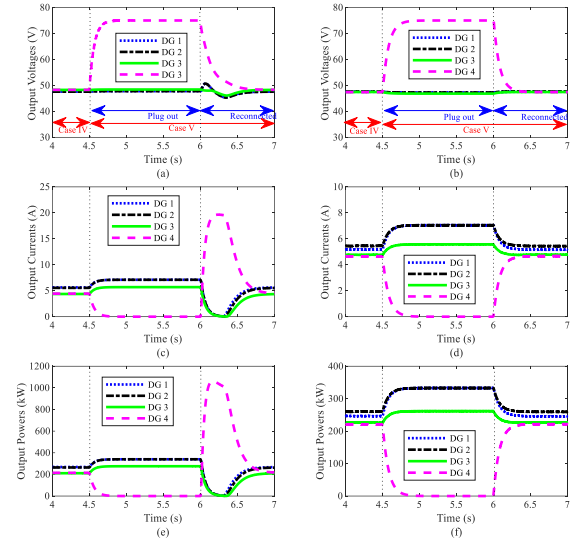 Output Voltages (V)
80
70
60
50
40
30
DG 1
DG 2
DG 3
DG 3
Plug out
Reconnected
Case IV
Case V
4
4.5
5
5.5
6
6.5
7
Time (s)
(a)
Output Voltages (V)
80
70
60
50
40
30
DG 1
DG 2
DG 3
DG 4
Plug out
Reconnected
Case IV
Case V
4
4.5
5
5.5
6
6.5
7
Time (s)
(b)
Output Currents (A)
25
20
15
10
5
0
DG 1
DG 2
DG 3
DG 4
4
4.5
5
5.5
6
6.5
7
Time (s)
(c)
Output Currents (A)
10
8
6
4
2
0
DG 1
DG 2
DG 3
DG 4
4
4.5
5
5.5
6
6.5
7
Time (s)
(d)
Output Powers (kW)
1200
1000
800
600
400
200
0
DG 1
DG 2
DG 3
DG 4
4
4.5
5
5.5
6
6.5
7
Time (s)
(e)
Output Powers (kW)
400
300
200
100
0
DG 1
DG 2
DG 3
DG 4
4
4.5
5
5.5
6
6.5
7
Time (s)
(f)